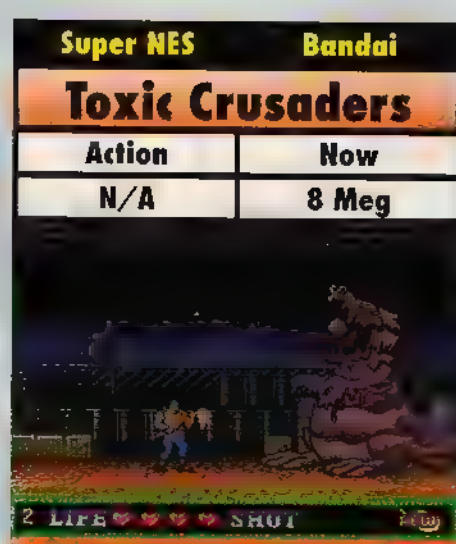 Super NES Bandai
Toxic Crusaders
Action Now
N/A 8 Meg
2 LIFE SHOT